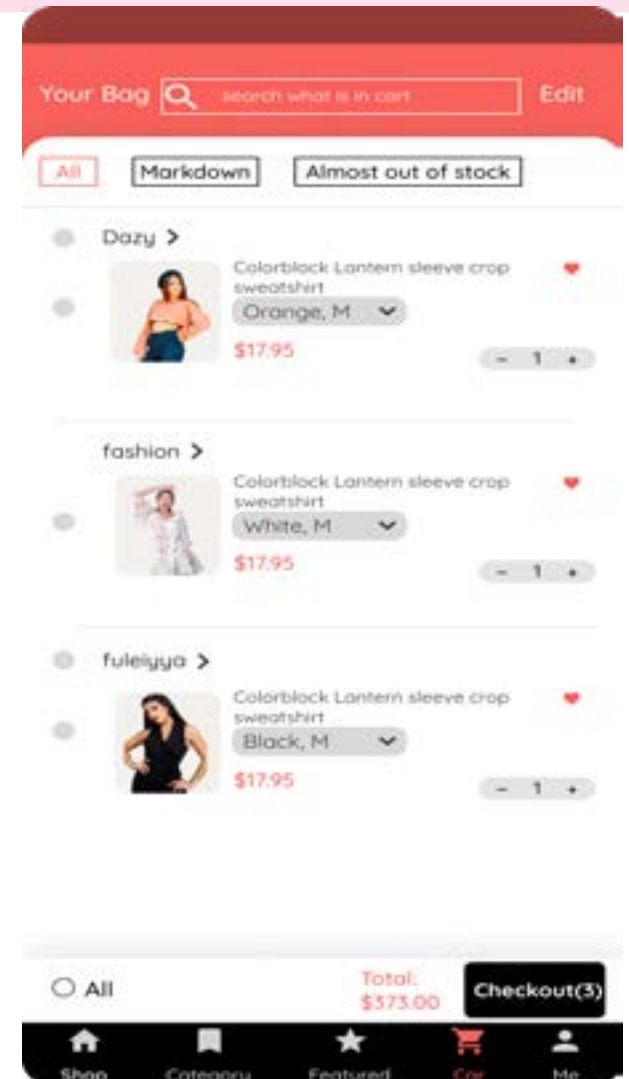 Your Bag
search what is in cart
Edit
All
Markdown
Almost out of stock
Dazy >
Colorblock Lantern sleeve crop
sweatshirt
Orange, M
$17.95
- 1 +
fashion >
Colorblock Lantern sleeve crop
sweatshirt
White, M
$17.95
- 1 +
fuleiyya >
Colorblock Lantern sleeve crop
sweatshirt
Black, M
$17.95
- 1 +
All
Total:
$373.00
Checkout(3)
Shop
Category
Featured
Car
Me